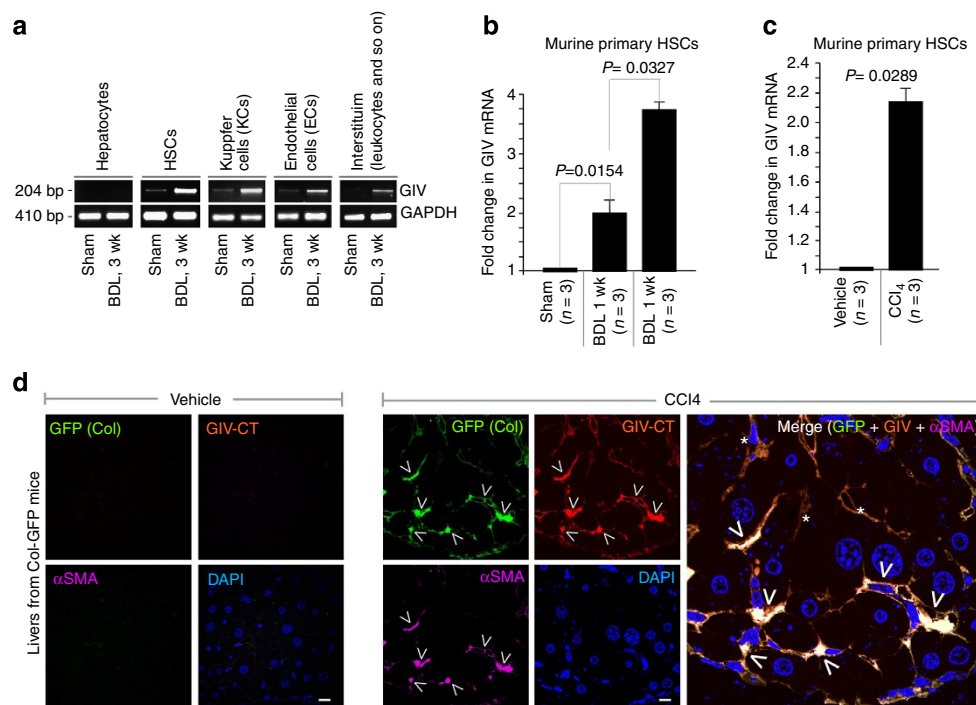 a
Hepatocytes
HSCs
Kuppfer
cells (KCs)
Endothelial
cells (ECs)
Interstituim
(leukocytes and so on)
204 bp -
GIV
410 bp -
GAPDH
Sham
BDL, 3 wk
Sham
BDL, 3 wk
Sham
BDL, 3 wk
Sham
BDL, 3 wk
Sham
BDL, 3 wk
b
Murine primary HSCs
P= 0.0327
P=0.0154
Fold change in GIV mRNA
4
3
2
1
Sham
(n = 3)
BDL 1 wk
(n = 3)
BDL 1 wk
(n = 3)
c
Murine primary HSCs
P= 0.0289
Fold change in GIV mRNA
2.4
2.2
2.0
1.8
1.6
1.4
1.2
1
Vehicle
(n = 3)
CCl4
(n = 3)
d
Vehicle
CCl4
Livers from Col-GFP mice
GFP (Col)
GIV-CT
αSMA
DAPI
GFP (Col)
GIV-CT
αSMA
DAPI
Merge (GFP + GIV + αSMA)
*
*
*